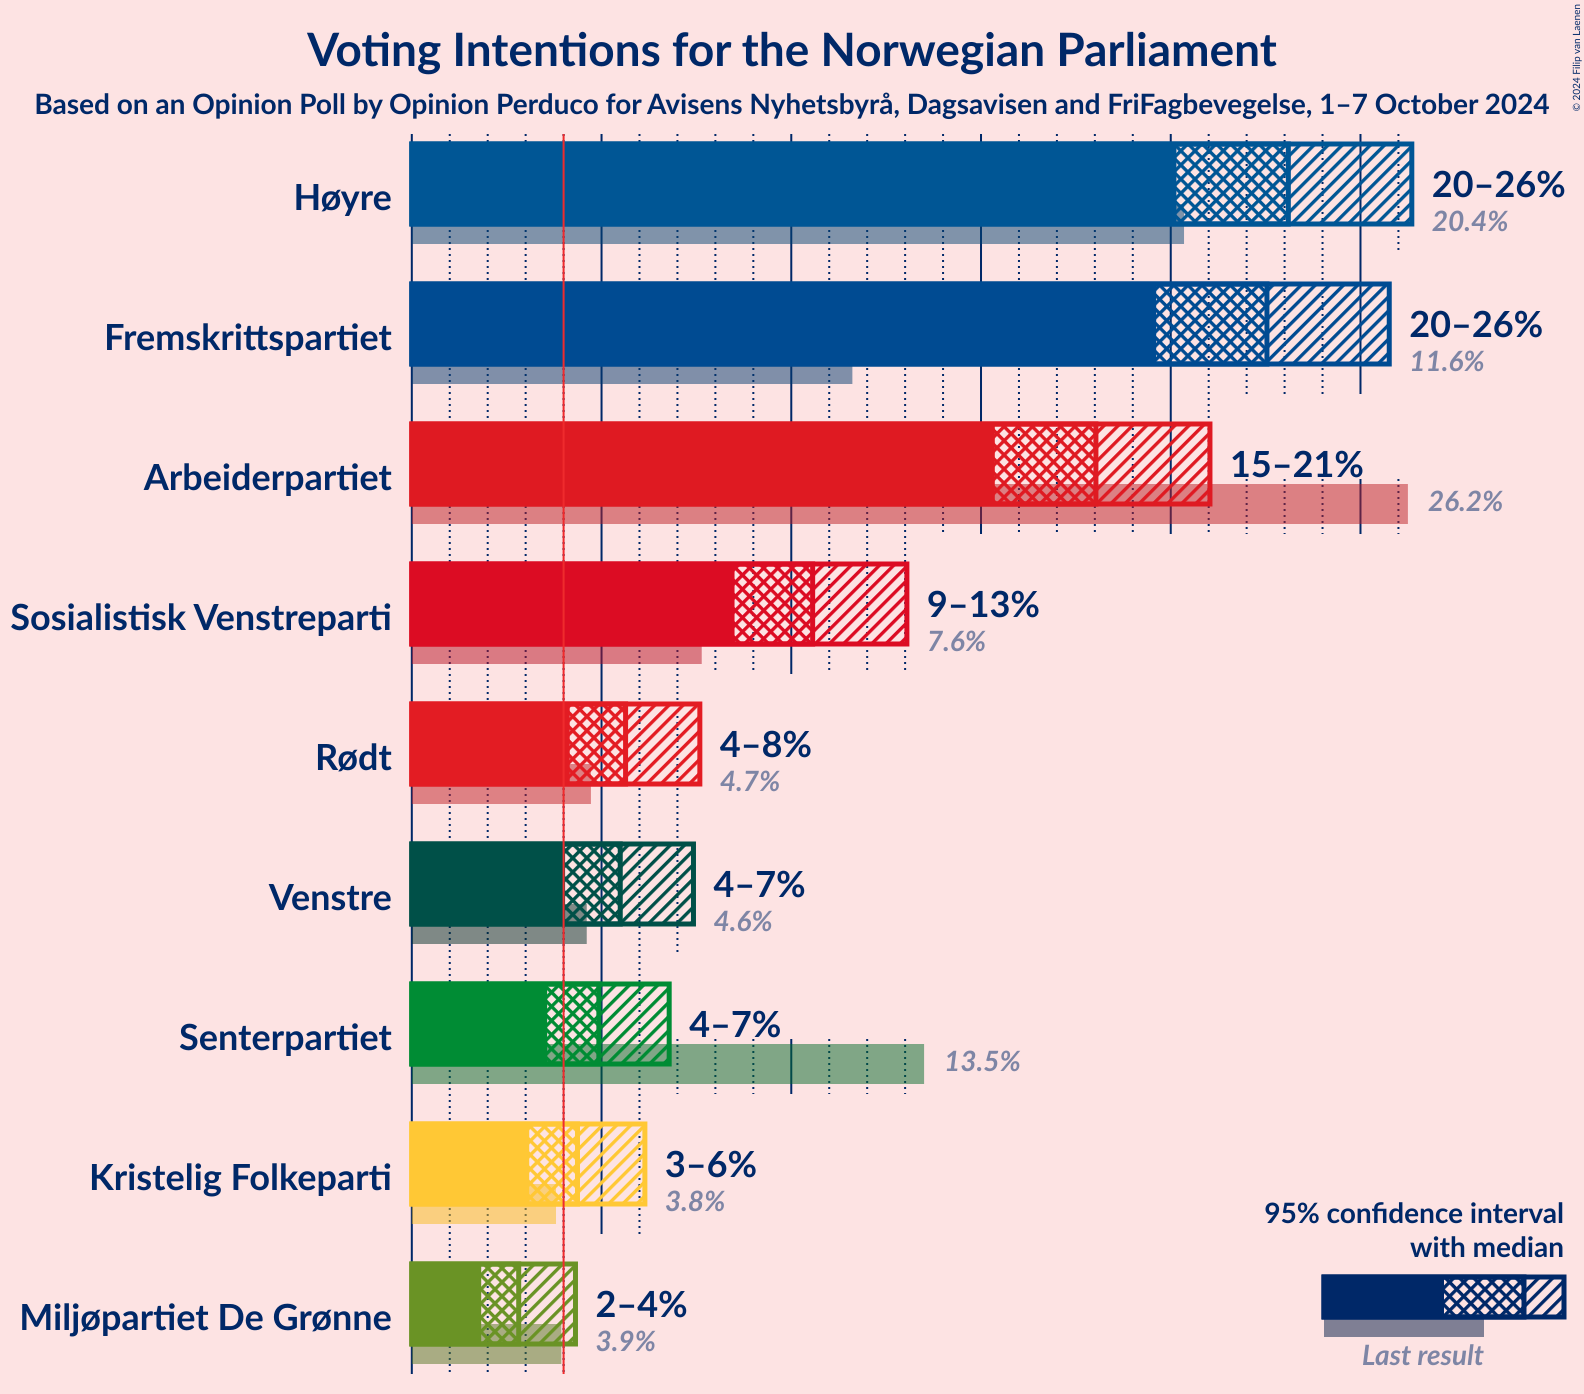 Voting Intentions for the Norwegian Parliament
Based on an Opinion Poll by Opinion Perduco for Avisens Nyhetsbyrå, Dagsavisen and FriFagbevegelse, 1–7 October 2024
© 2024 Filip van Laenen
Høyre
20–26%
20.4%
Fremskrittspartiet
20–26%
11.6%
Arbeiderpartiet
15–21%
26.2%
Sosialistisk Venstreparti
9–13%
7.6%
Rødt
4–8%
4.7%
Venstre
4–7%
4.6%
Senterpartiet
4–7%
13.5%
Kristelig Folkeparti
3–6%
3.8%
Miljøpartiet De Grønne
2–4%
3.9%
95% confidence interval
with median
Last result